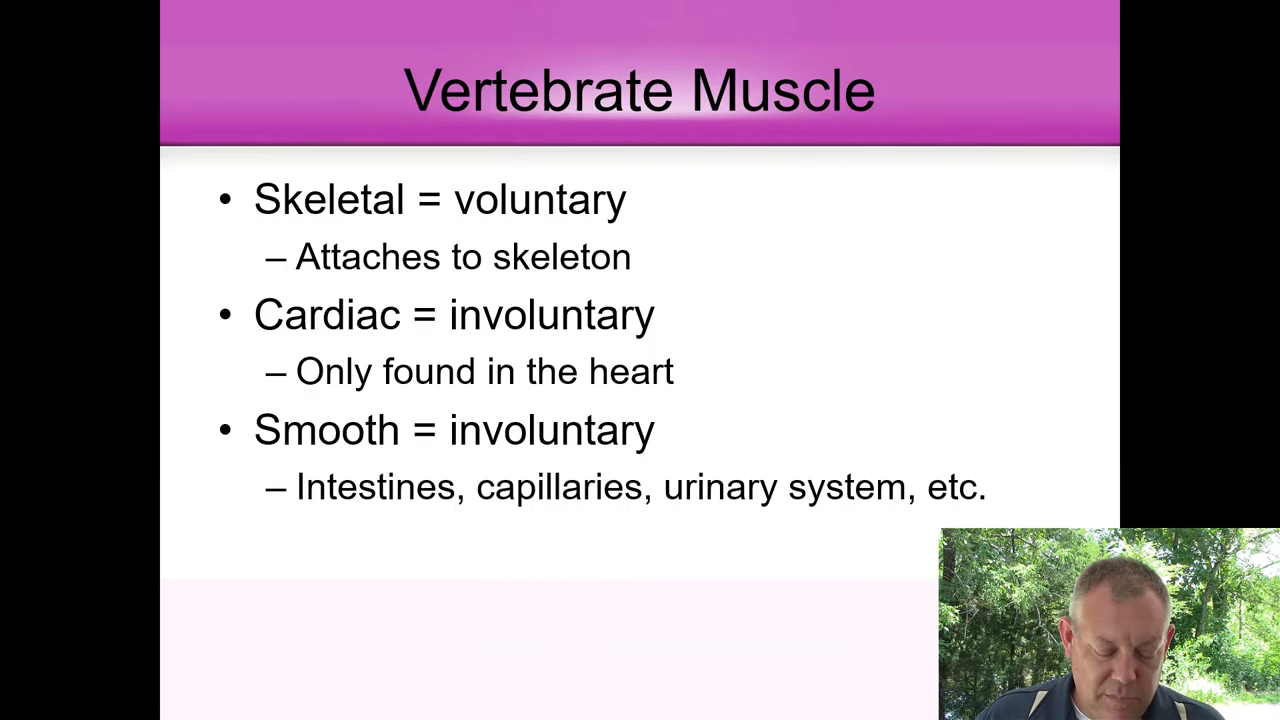 Vertebrate Muscle
• Skeletal = voluntary
– Attaches to skeleton
• Cardiac = involuntary
– Only found in the heart
• Smooth = involuntary
– Intestines, capillaries, urinary system, etc.